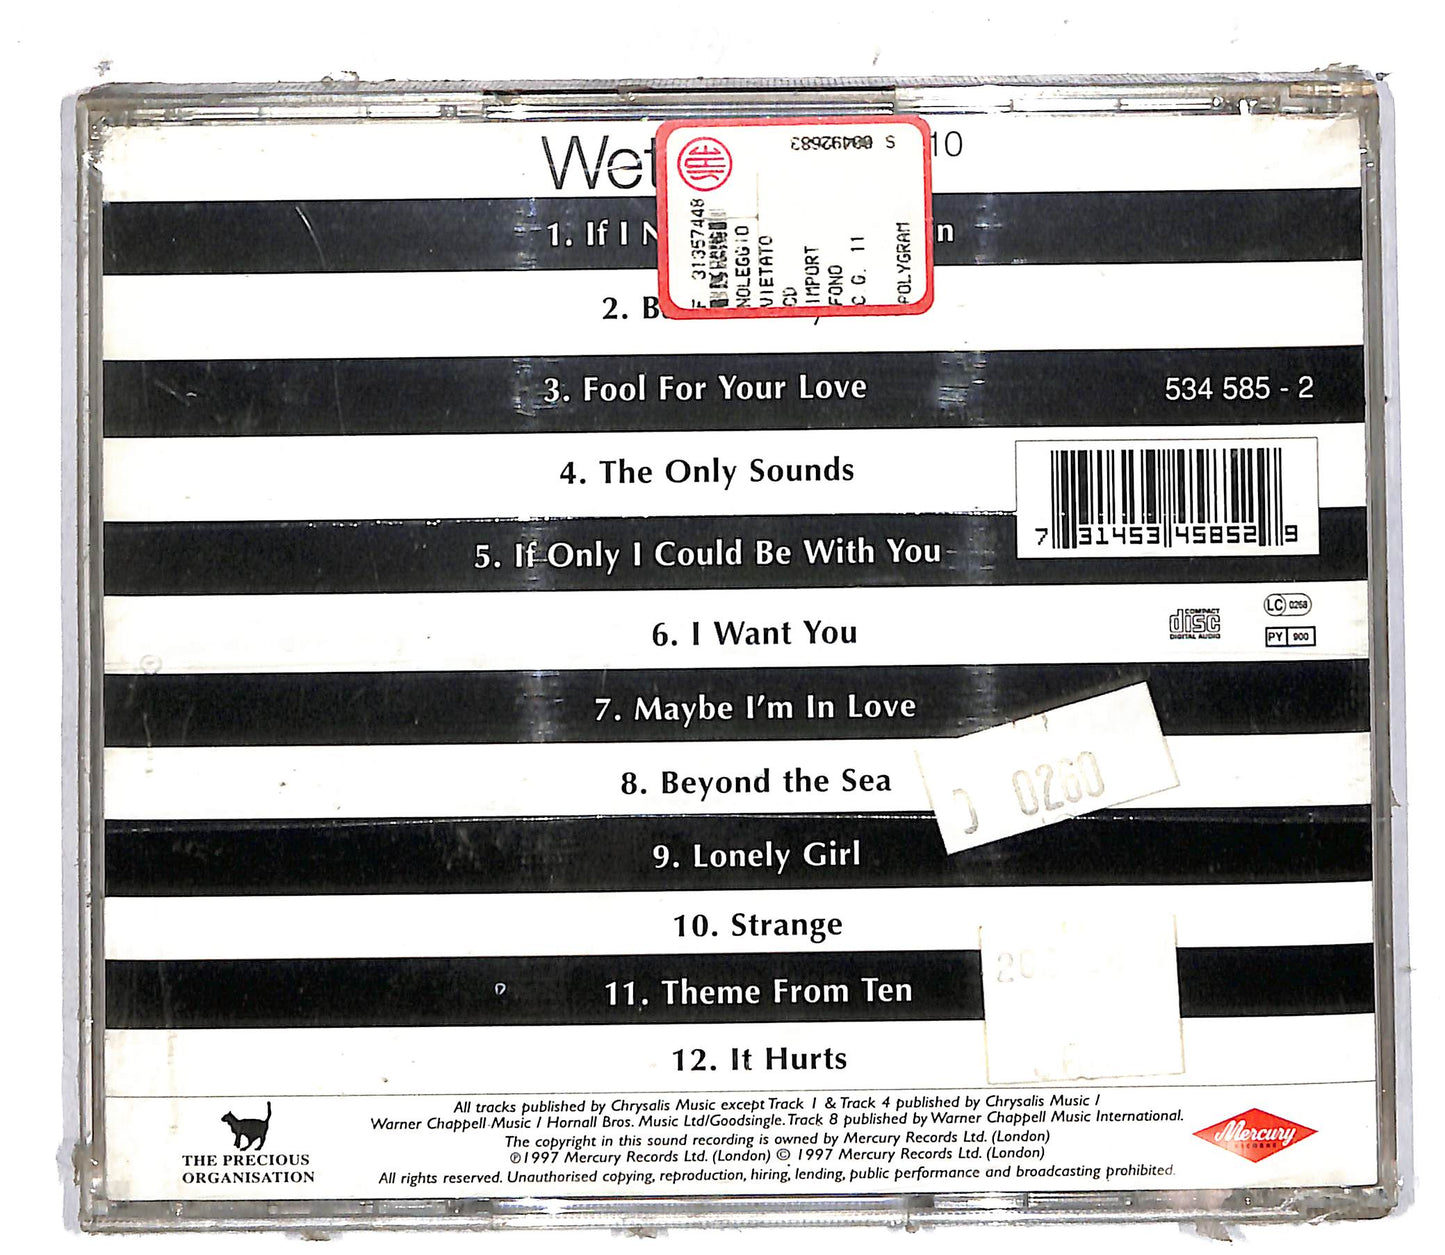 Wet 10
SIAE
S 00492683
F 31357448
NOLEGGIO
VIETATO
CD
IMPORT
FONO
C.G. 11
POLYGRAM
1. If I N n
2. B
3. Fool For Your Love
534 585 - 2
4. The Only Sounds
7 31453 45852 9
5. If Only I Could Be With You
6. I Want You
COMPACT
disc
DIGITAL AUDIO
LC 0268
PY 900
7. Maybe I'm In Love
8. Beyond the Sea
0260
9. Lonely Girl
10. Strange
11. Theme From Ten
12. It Hurts
All tracks published by Chrysalis Music except Track 1 & Track 4 published by Chrysalis Music /
Warner Chappell Music / Hornall Bros. Music Ltd/Goodsingle. Track 8 published by Warner Chappell Music International.
The copyright in this sound recording is owned by Mercury Records Ltd. (London)
℗1997 Mercury Records Ltd. (London) © 1997 Mercury Records Ltd. (London)
All rights reserved. Unauthorised copying, reproduction, hiring, lending, public performance and broadcasting prohibited.
THE PRECIOUS
ORGANISATION
Mercury
RECORDS